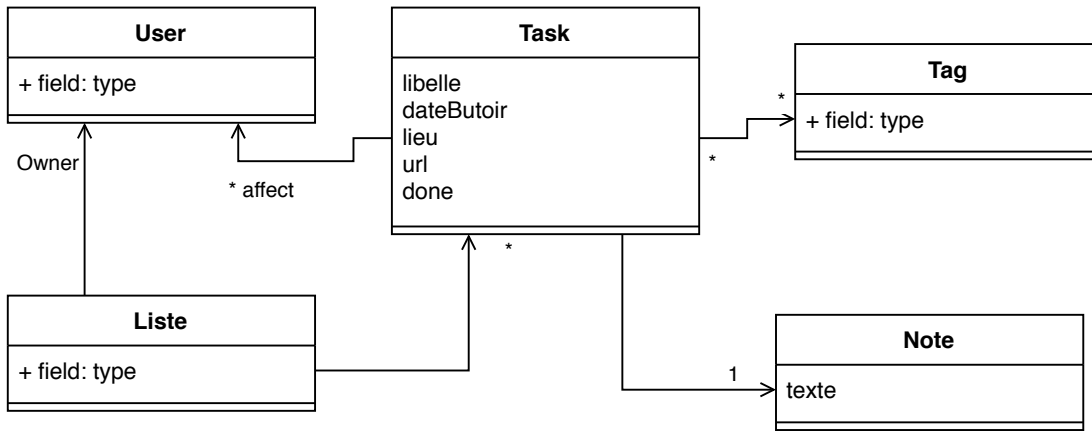 User
+ field: type
Task
libelle
dateButoir
lieu
url
done
Tag
+ field: type
*
*
Owner
* affect
*
Liste
+ field: type
Note
texte
1